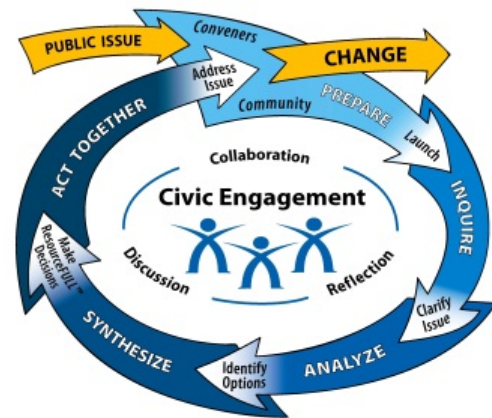 PUBLIC ISSUE
Conveners
CHANGE
Address
Issue
Community
PREPARE
Launch
INQUIRE
Clarify
Issue
ANALYZE
Identify
Options
SYNTHESIZE
Make
ResourceFULL™
Decisions
ACT TOGETHER
Collaboration
Civic Engagement
Discussion
Reflection